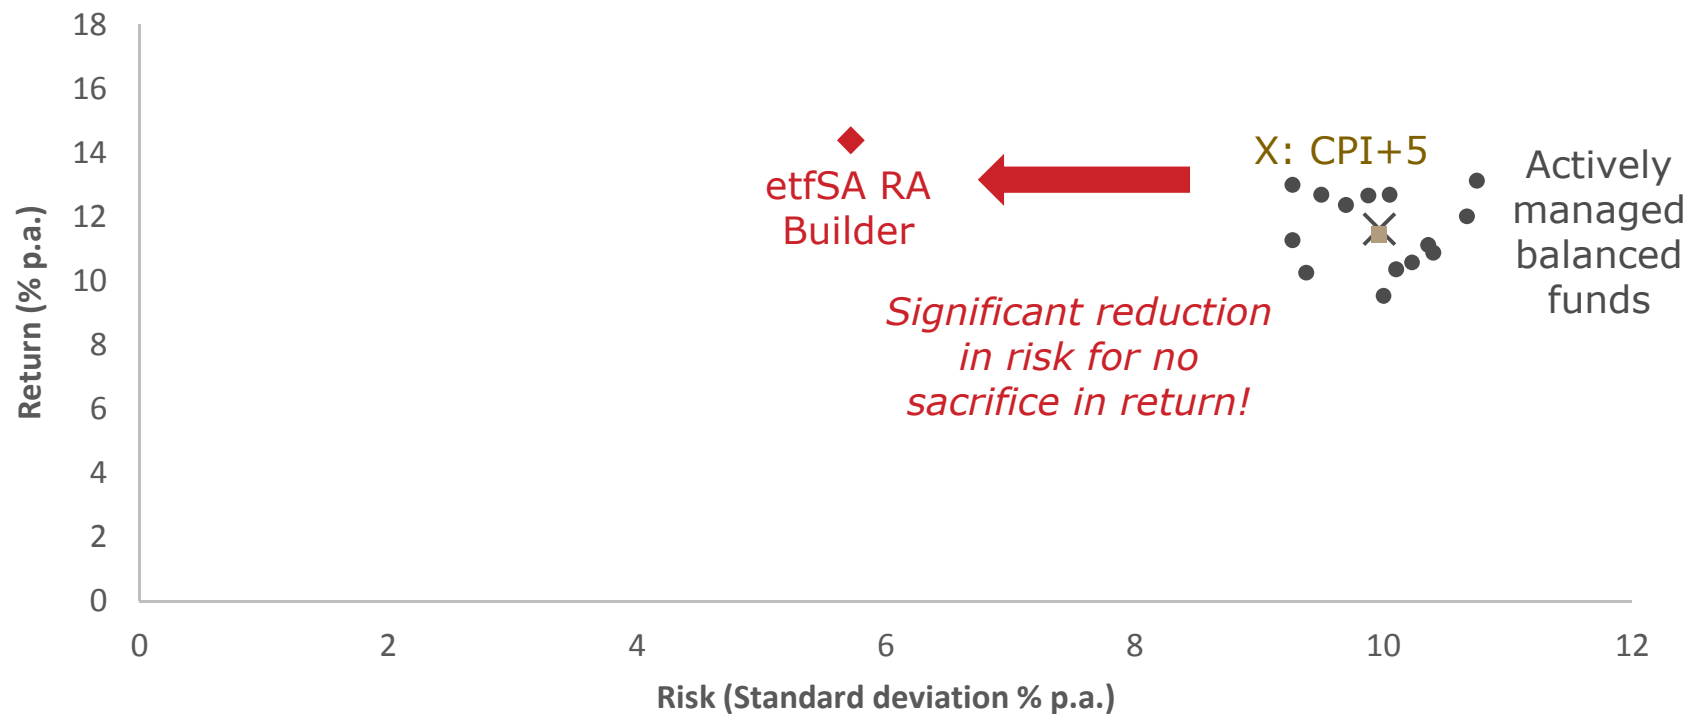 18
16
14
12
10
8
6
4
2
0
Return (% p.a.)
etfSA RA
Builder
X: CPI+5
Actively
managed
balanced
funds
Significant reduction
in risk for no
sacrifice in return!
0
2
4
6
8
10
12
Risk (Standard deviation % p.a.)